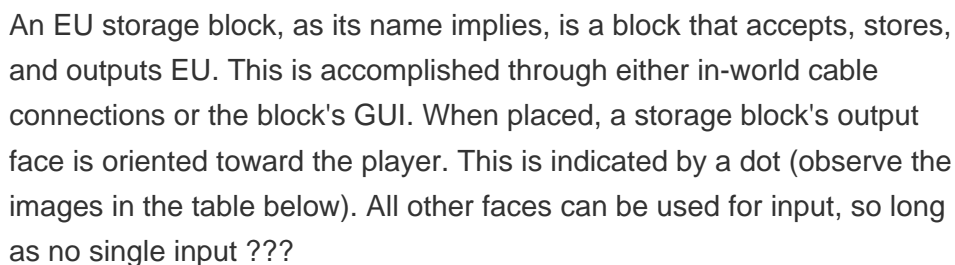 An EU storage block, as its name implies, is a block that accepts, stores,
and outputs EU. This is accomplished through either in-world cable
connections or the block's GUI. When placed, a storage block's output
face is oriented toward the player. This is indicated by a dot (observe the
images in the table below). All other faces can be used for input, so long
as no single input ???